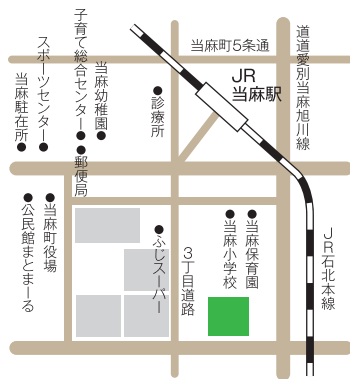 当麻町5条通
道道愛別当麻旭川線
JR
当麻駅
診療所
当麻幼稚園
子育て総合センター
郵便局
スポーツセンター
当麻駐在所
当麻保育園
当麻小学校
3丁目道路
ふじスーパー
当麻町役場
公民館まとまーる
JR石北本線